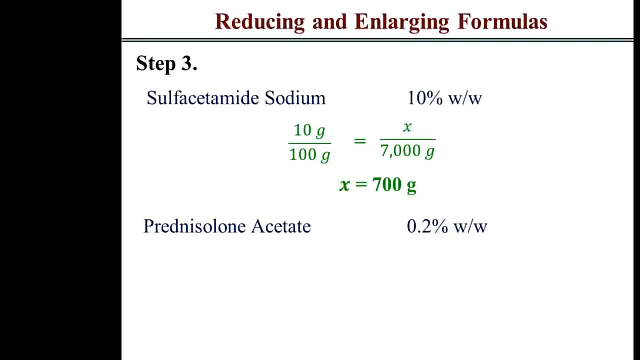 Reducing and Enlarging Formulas
Step 3.
Sulfacetamide Sodium 10% w/w
10 g / 100 g = x / 7,000 g
x = 700 g
Prednisolone Acetate 0.2% w/w